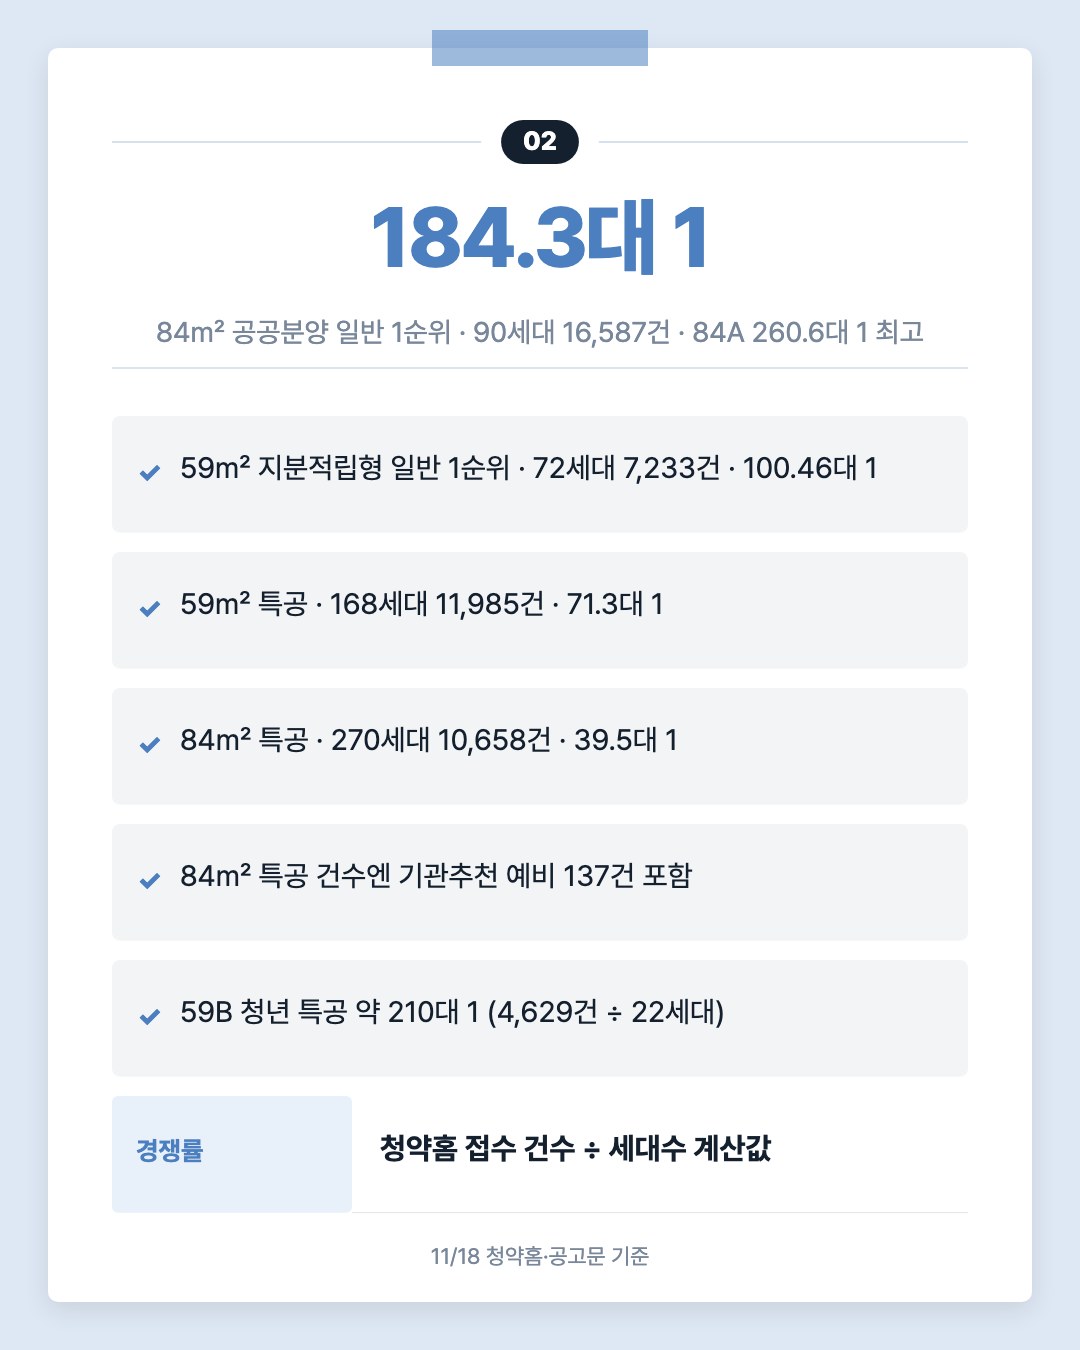 02
184.3대 1
84m² 공공분양 일반 1순위 · 90세대 16,587건 · 84A 260.6대 1 최고
59m² 지분적립형 일반 1순위 · 72세대 7,233건 · 100.46대 1
59m² 특공 · 168세대 11,985건 · 71.3대 1
84m² 특공 · 270세대 10,658건 · 39.5대 1
84m² 특공 건수엔 기관추천 예비 137건 포함
59B 청년 특공 약 210대 1 (4,629건 ÷ 22세대)
경쟁률
청약홈 접수 건수 ÷ 세대수 계산값
11/18 청약홈·공고문 기준